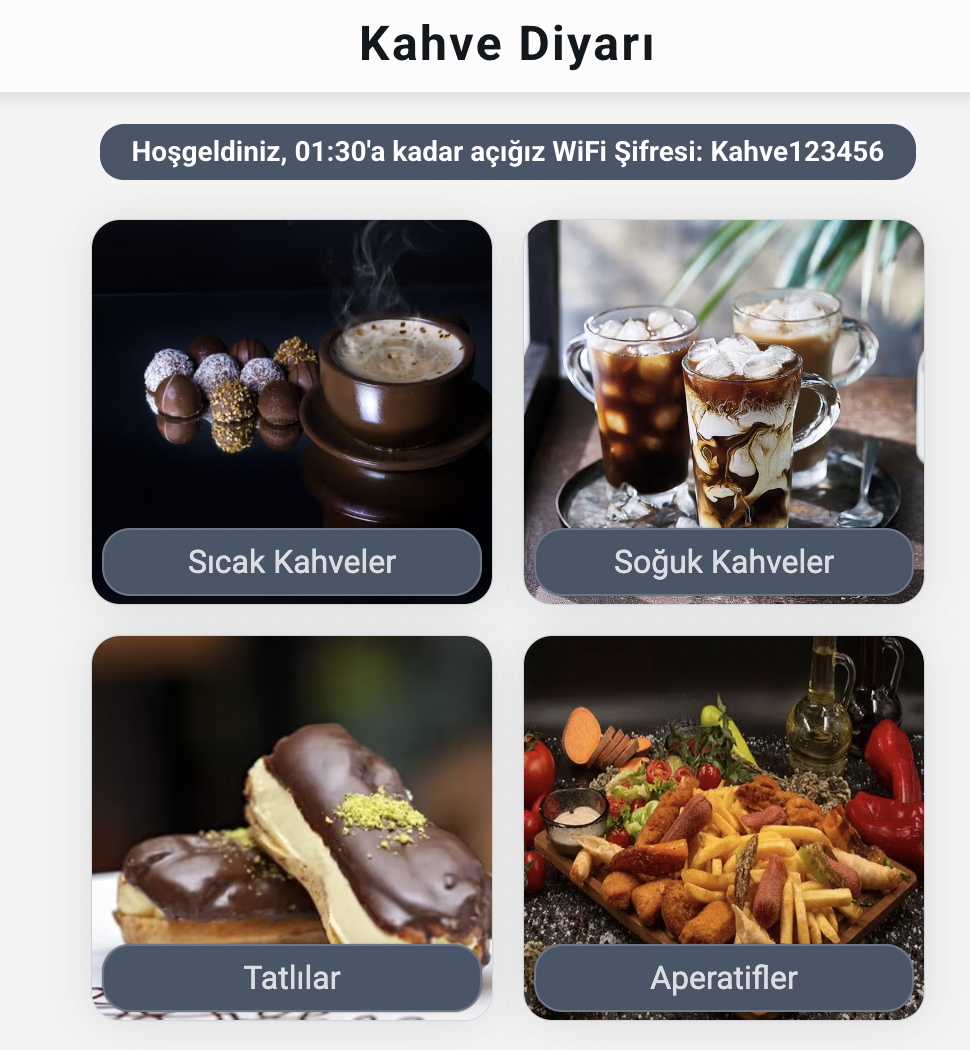 Kahve Diyarı
Hoşgeldiniz, 01:30'a kadar açığız WiFi Şifresi: Kahve123456
Sıcak Kahveler
Soğuk Kahveler
Tatlılar
Aperatifler